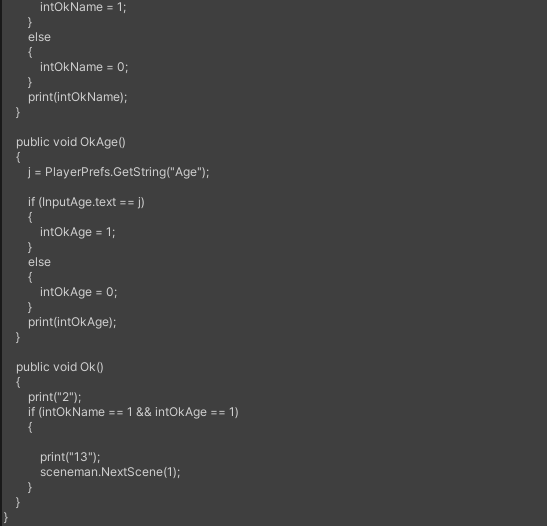 intOkName = 1;
}
else
{
intOkName = 0;
}
print(intOkName);
}
public void OkAge()
{
j = PlayerPrefs.GetString("Age");
if (InputAge.text == j)
{
intOkAge = 1;
}
else
{
intOkAge = 0;
}
print(intOkAge);
}
public void Ok()
{
print("2");
if (intOkName == 1 && intOkAge == 1)
{
print("13");
sceneman.NextScene(1);
}
}
}